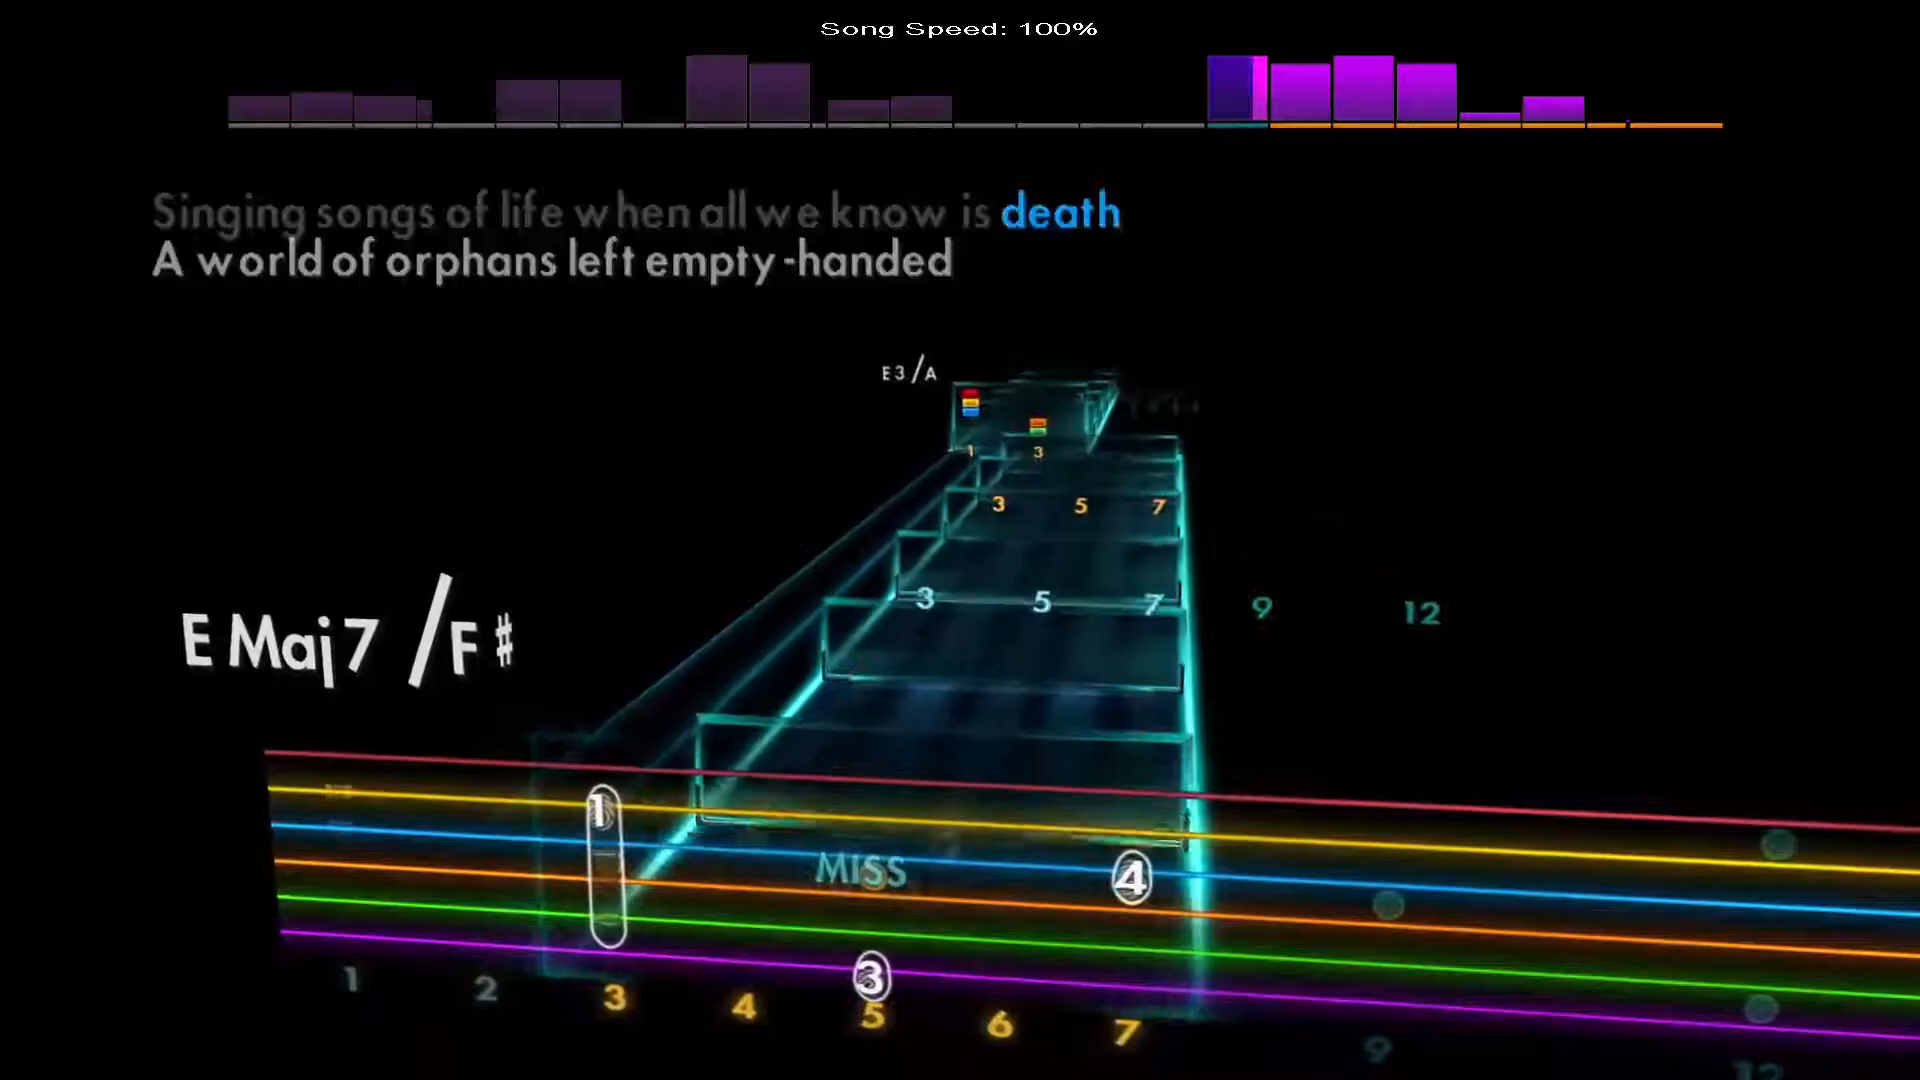 Song Speed: 100%
Singing songs of life when all we know is death
A world of orphans left empty-handed
E3/A
1 3
3 5 7
3 5 7 9 12
E Maj7 /F#
1
MISS
4
3
1 2 3 4 5 6 7 9 12